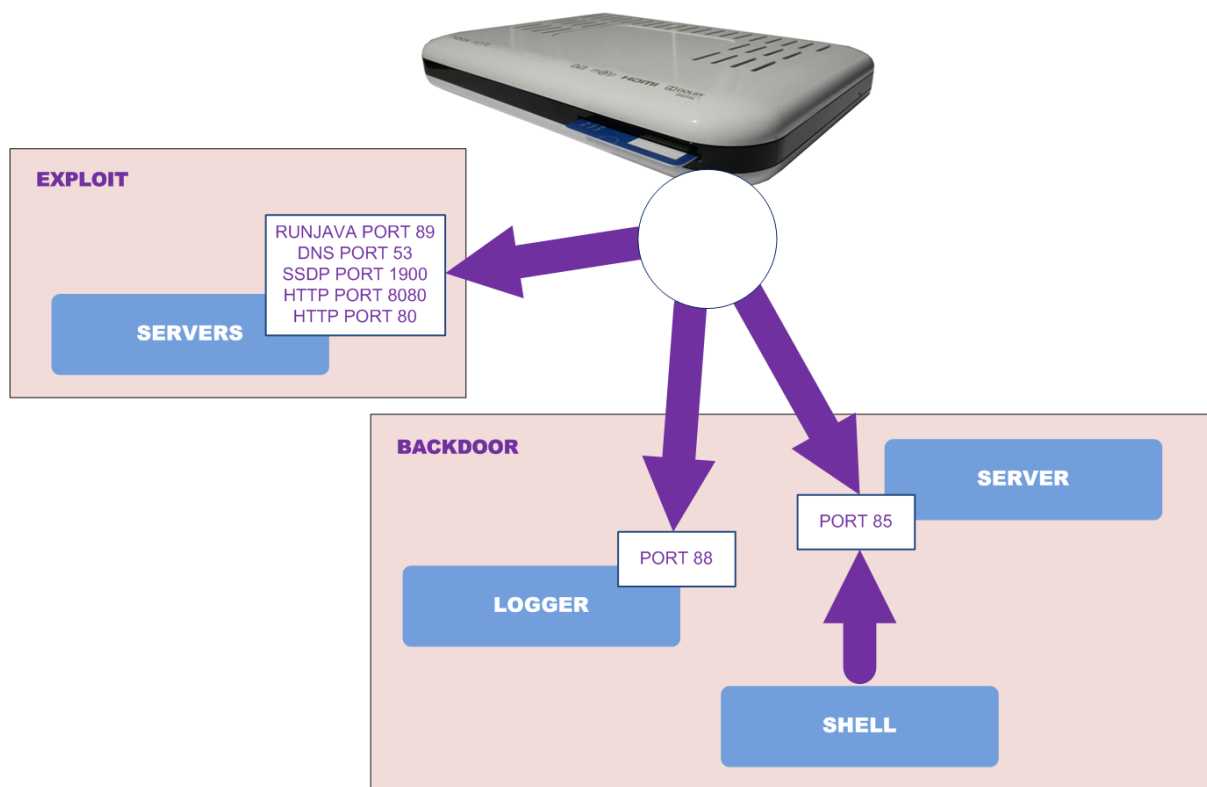 HDMI
EXPLOIT
RUNJAVA PORT 89
DNS PORT 53
SSDP PORT 1900
HTTP PORT 8080
HTTP PORT 80
SERVERS
BACKDOOR
SERVER
PORT 85
PORT 88
LOGGER
SHELL